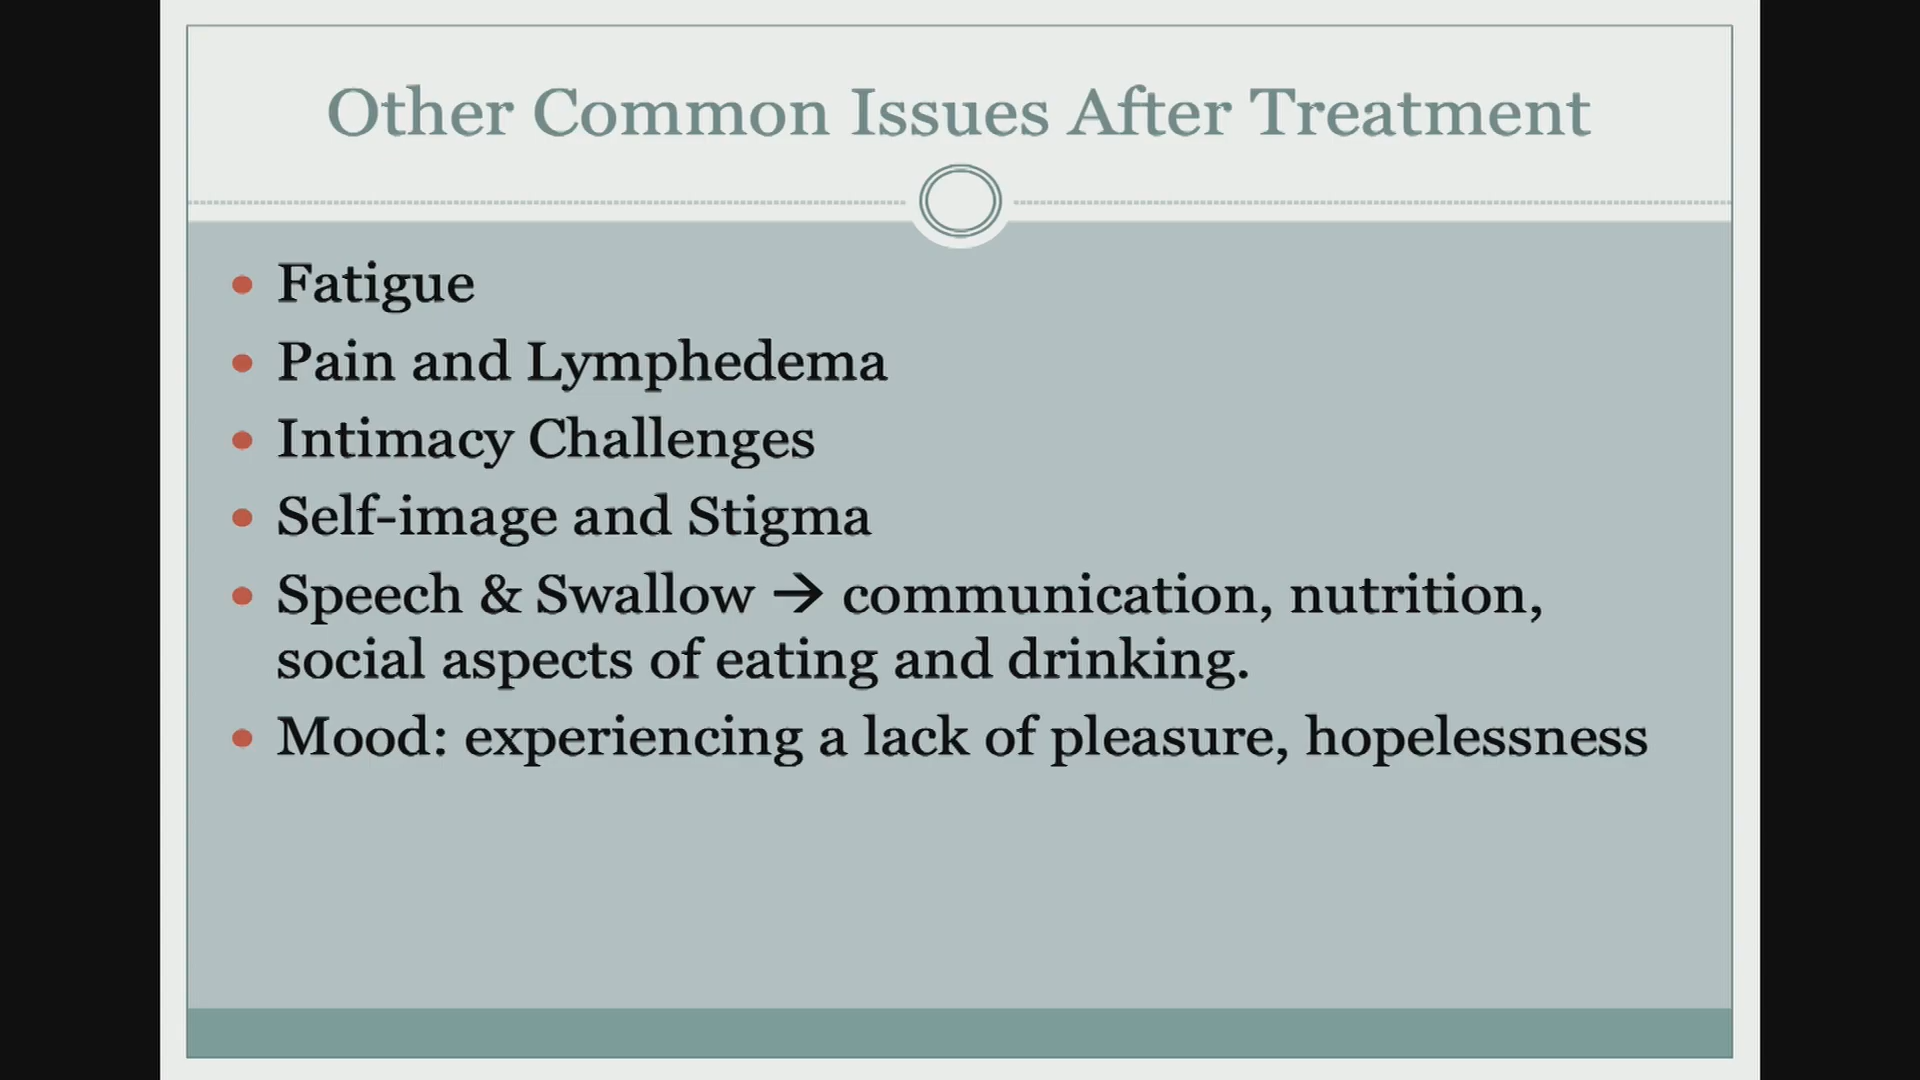 Other Common Issues After Treatment
• Fatigue
• Pain and Lymphedema
• Intimacy Challenges
• Self-image and Stigma
• Speech & Swallow → communication, nutrition,
social aspects of eating and drinking.
• Mood: experiencing a lack of pleasure, hopelessness